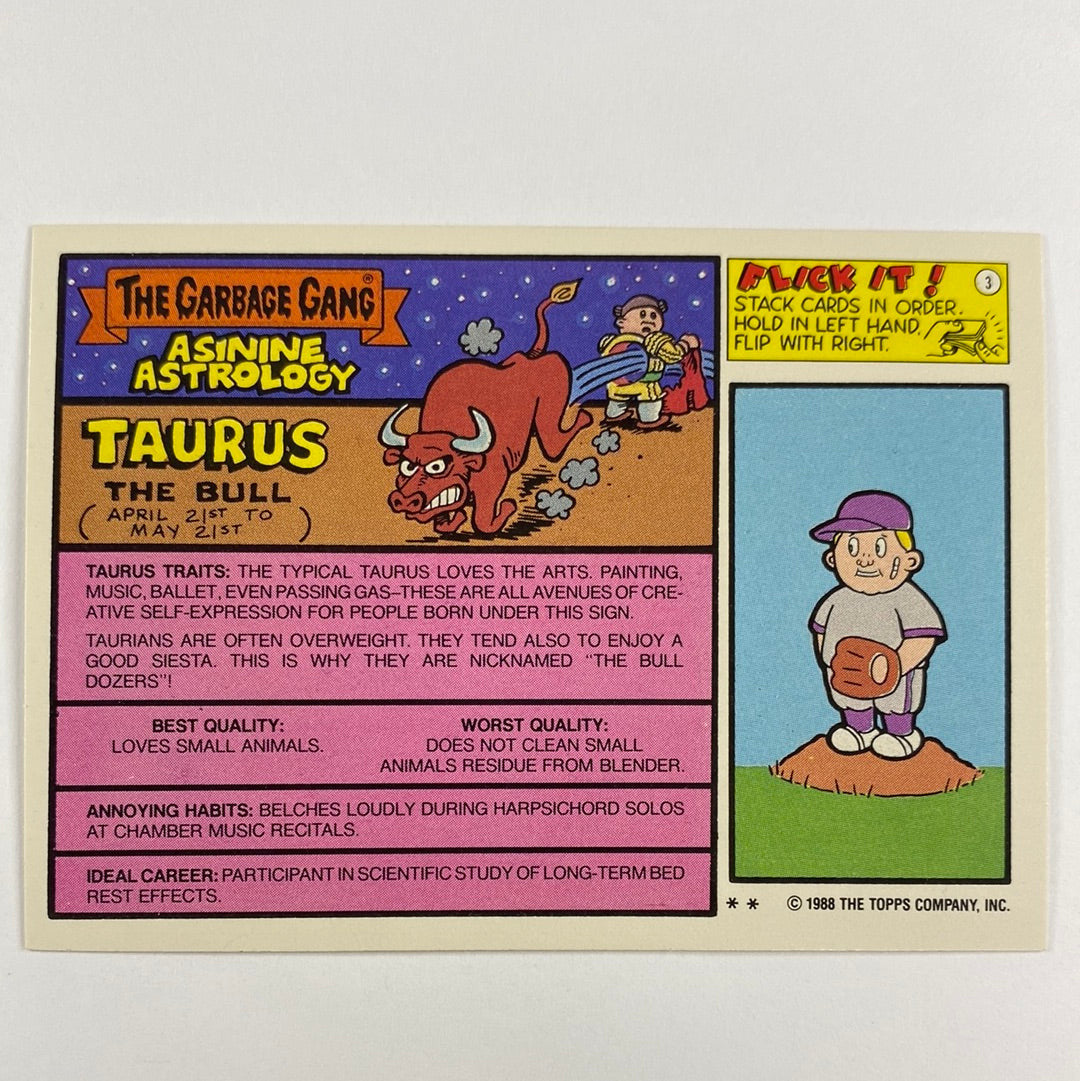 THE GARBAGE GANG®
ASININE
ASTROLOGY
TAURUS
THE BULL
(APRIL 21ST TO
MAY 21ST)
TAURUS TRAITS: THE TYPICAL TAURUS LOVES THE ARTS. PAINTING,
MUSIC, BALLET, EVEN PASSING GAS–THESE ARE ALL AVENUES OF CRE-
ATIVE SELF-EXPRESSION FOR PEOPLE BORN UNDER THIS SIGN.
TAURIANS ARE OFTEN OVERWEIGHT. THEY TEND ALSO TO ENJOY A
GOOD SIESTA. THIS IS WHY THEY ARE NICKNAMED "THE BULL
DOZERS"!
BEST QUALITY:
LOVES SMALL ANIMALS.
WORST QUALITY:
DOES NOT CLEAN SMALL
ANIMALS RESIDUE FROM BLENDER.
ANNOYING HABITS: BELCHES LOUDLY DURING HARPSICHORD SOLOS
AT CHAMBER MUSIC RECITALS.
IDEAL CAREER: PARTICIPANT IN SCIENTIFIC STUDY OF LONG-TERM BED
REST EFFECTS.
FLICK IT!
3
STACK CARDS IN ORDER.
HOLD IN LEFT HAND,
FLIP WITH RIGHT.
** © 1988 THE TOPPS COMPANY, INC.